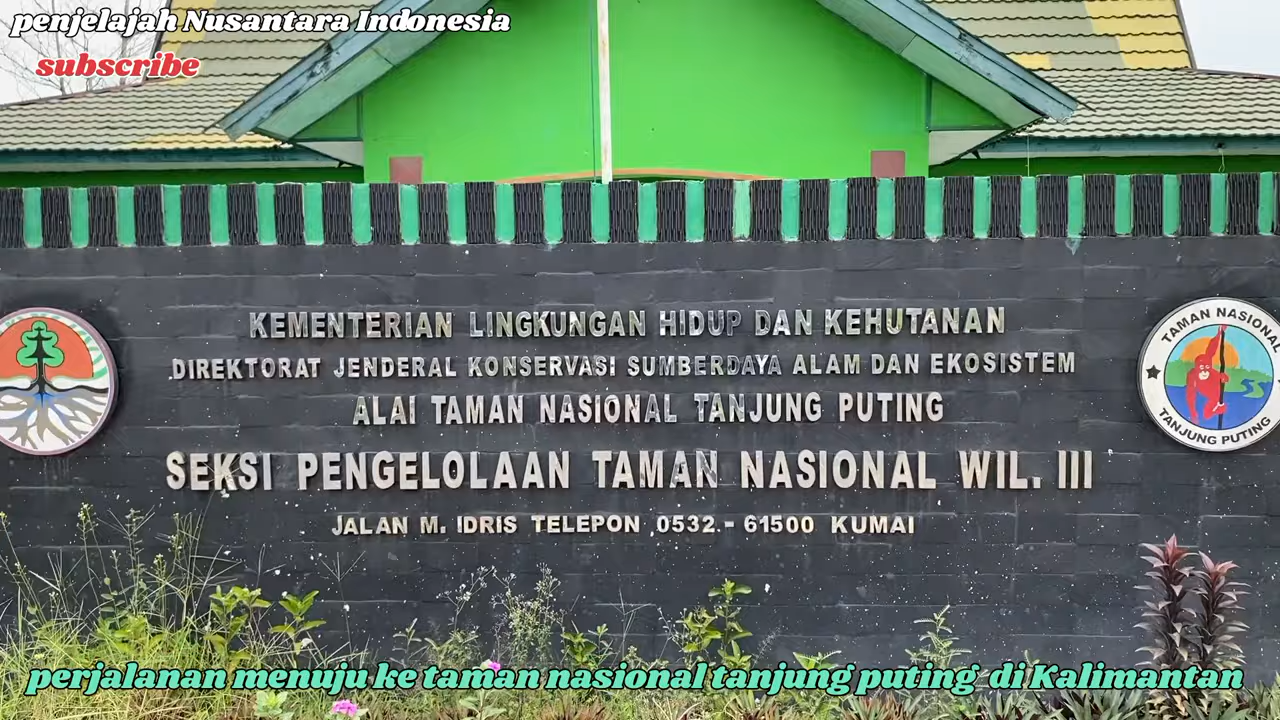 penjelajah Nusantara Indonesia
subscribe
KEMENTERIAN LINGKUNGAN HIDUP DAN KEHUTANAN
DIREKTORAT JENDERAL KONSERVASI SUMBERDAYA ALAM DAN EKOSISTEM
ALAI TAMAN NASIONAL TANJUNG PUTING
SEKSI PENGELOLAAN TAMAN NASIONAL WIL. III
JALAN M. IDRIS TELEPON 0532.- 61500 KUMAI
TAMAN NASIONAL
TANJUNG PUTING
perjalanan menuju ke taman nasional tanjung puting di Kalimantan